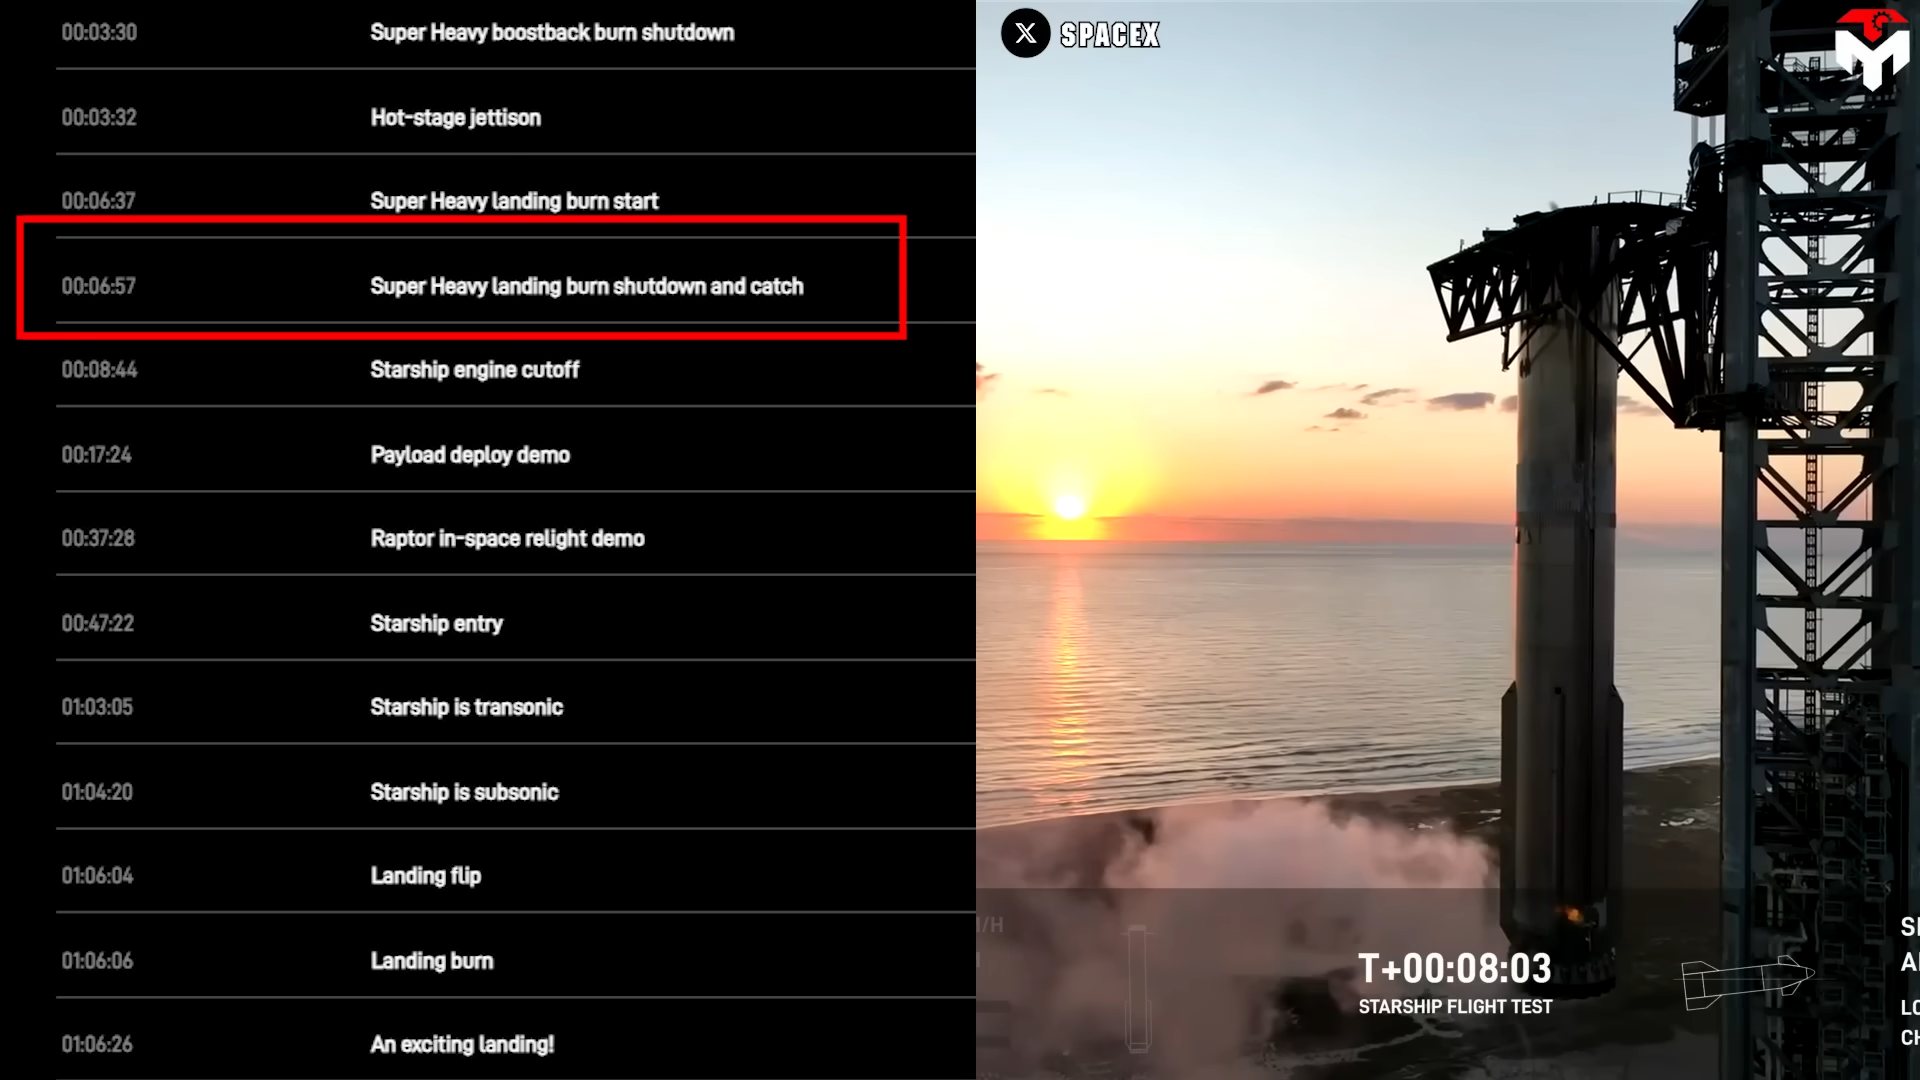 00:03:30 Super Heavy boostback burn shutdown
00:03:32 Hot-stage jettison
00:06:37 Super Heavy landing burn start
00:06:57 Super Heavy landing burn shutdown and catch
00:08:44 Starship engine cutoff
00:17:24 Payload deploy demo
00:37:28 Raptor in-space relight demo
00:47:22 Starship entry
01:03:05 Starship is transonic
01:04:20 Starship is subsonic
01:06:04 Landing flip
01:06:06 Landing burn
01:06:26 An exciting landing!
X SPACEX
T+00:08:03
STARSHIP FLIGHT TEST